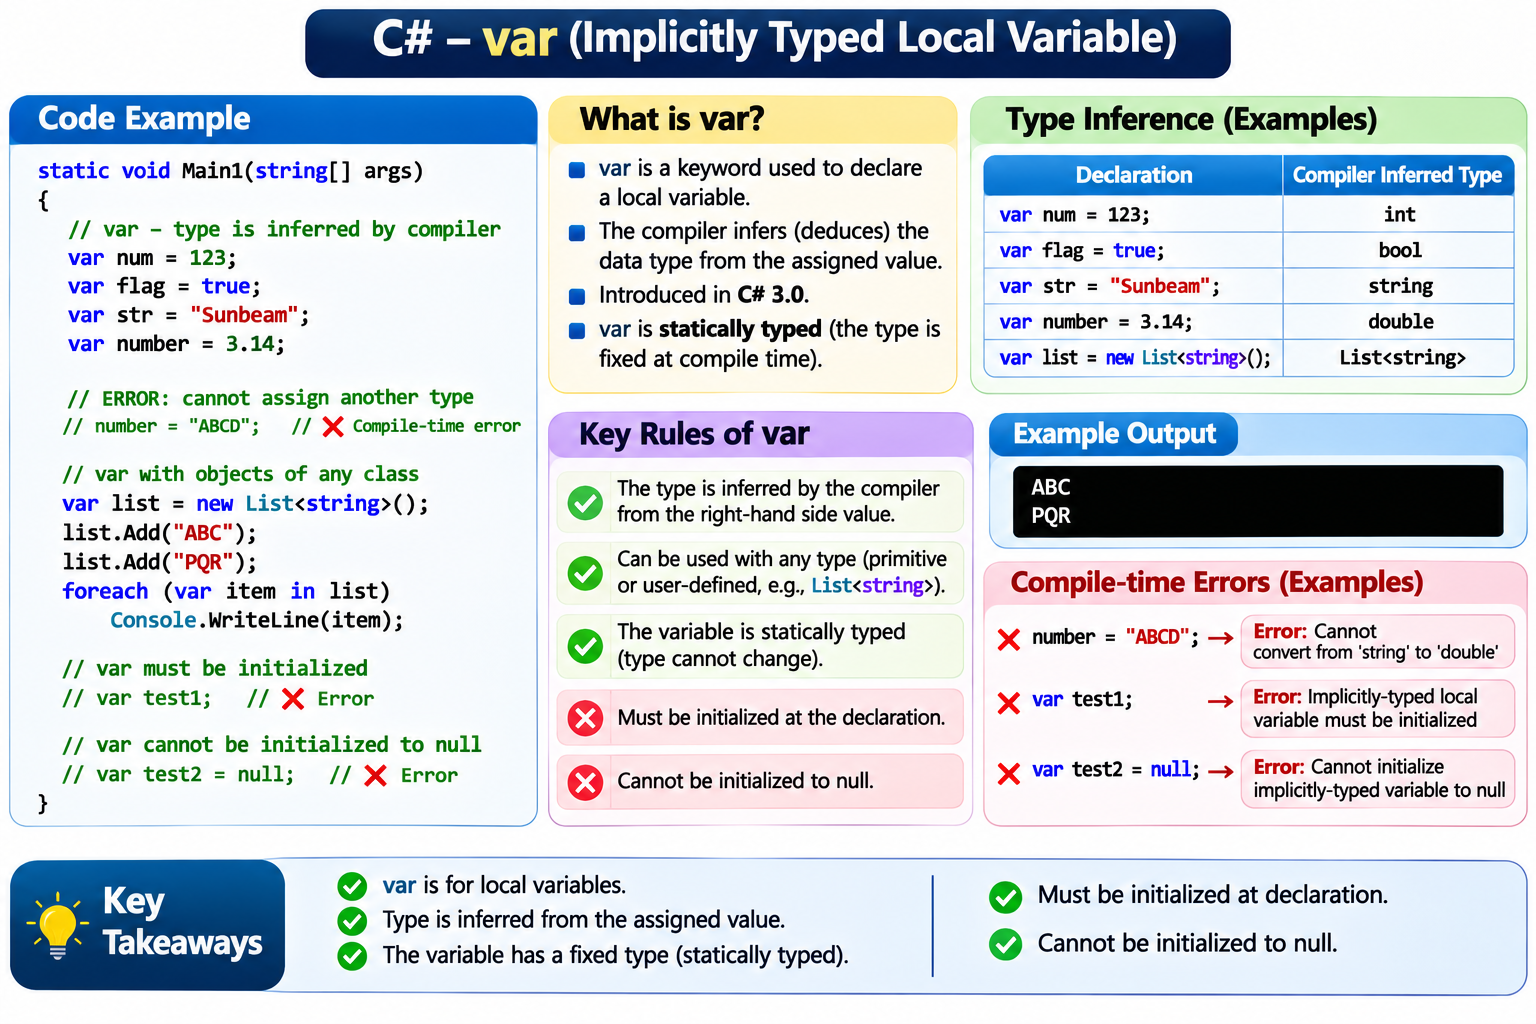 C# – var (Implicitly Typed Local Variable)
Code Example
static void Main1(string[] args)
{
// var – type is inferred by compiler
var num = 123;
var flag = true;
var str = "Sunbeam";
var number = 3.14;
// ERROR: cannot assign another type
// number = "ABCD";   // ❌ Compile-time error
// var with objects of any class
var list = new List<string>();
list.Add("ABC");
list.Add("PQR");
foreach (var item in list)
Console.WriteLine(item);
// var must be initialized
// var test1;   // ❌ Error
// var cannot be initialized to null
// var test2 = null;   // ❌ Error
}
What is var?
var is a keyword used to declare
a local variable.
The compiler infers (deduces) the
data type from the assigned value.
Introduced in C# 3.0.
var is statically typed (the type is
fixed at compile time).
Type Inference (Examples)
Declaration   Compiler Inferred Type
var num = 123;   int
var flag = true;   bool
var str = "Sunbeam";   string
var number = 3.14;   double
var list = new List<string>();   List<string>
Key Rules of var
The type is inferred by the compiler
from the right-hand side value.
Can be used with any type (primitive
or user-defined, e.g., List<string>).
The variable is statically typed
(type cannot change).
Must be initialized at the declaration.
Cannot be initialized to null.
Example Output
ABC
PQR
Compile-time Errors (Examples)
❌ number = "ABCD"; → Error: Cannot
convert from 'string' to 'double'
❌ var test1; → Error: Implicitly-typed local
variable must be initialized
❌ var test2 = null; → Error: Cannot initialize
implicitly-typed variable to null
Key
Takeaways
var is for local variables.
Type is inferred from the assigned value.
The variable has a fixed type (statically typed).
Must be initialized at declaration.
Cannot be initialized to null.